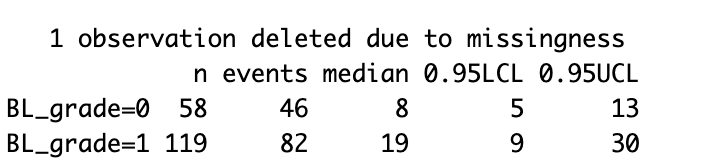 1 observation deleted due to missingness
n events median 0.95LCL 0.95UCL
BL_grade=0 58 46 8 5 13
BL_grade=1 119 82 19 9 30